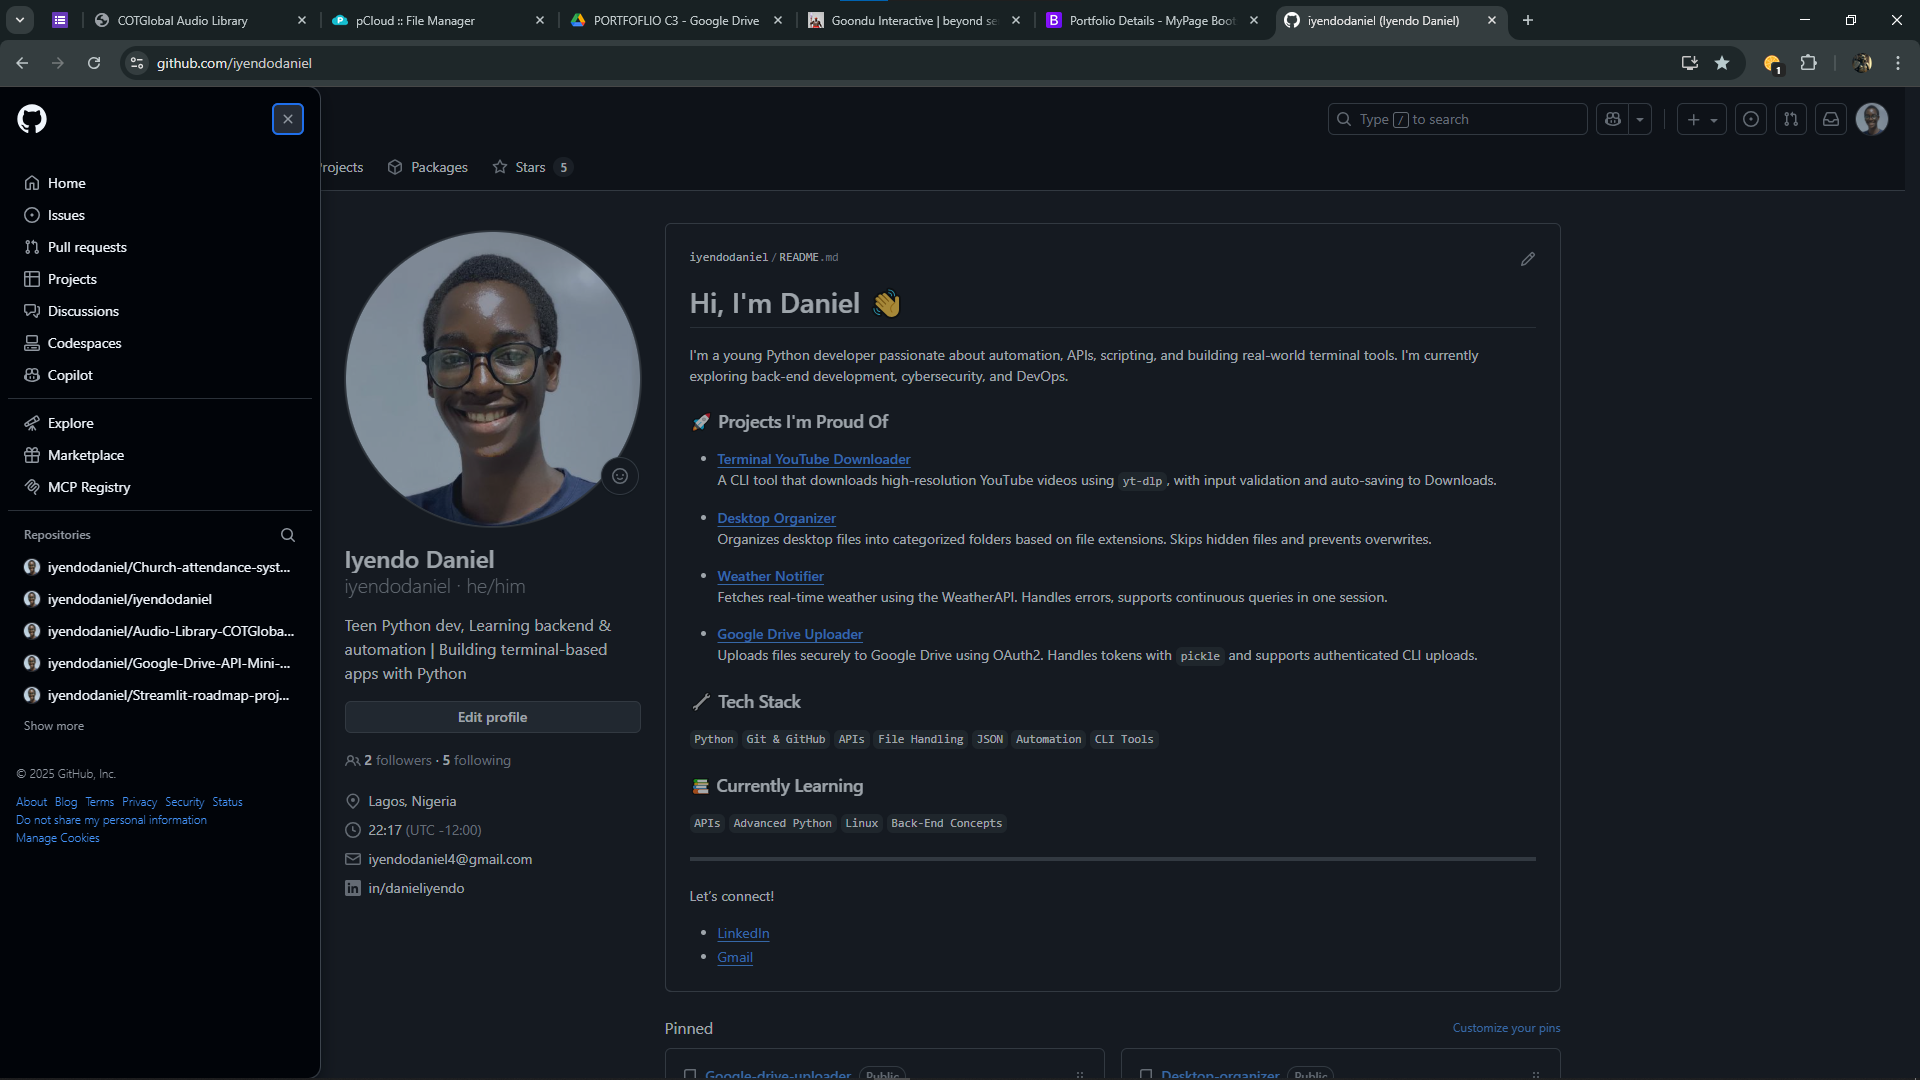 COTGlobal Audio Library
pCloud :: File Manager
PORTFOFLIO C3 - Google Drive
Goondu Interactive | beyond se
Portfolio Details - MyPage Boot
iyendodaniel (Iyendo Daniel)
github.com/iyendodaniel
1
Type / to search
rojects
Packages
Stars 5
Home
Issues
Pull requests
Projects
Discussions
Codespaces
Copilot
Explore
Marketplace
MCP Registry
Repositories
iyendodaniel/Church-attendance-syst...
iyendodaniel/iyendodaniel
iyendodaniel/Audio-Library-COTGloba...
iyendodaniel/Google-Drive-API-Mini-...
iyendodaniel/Streamlit-roadmap-proj...
Show more
© 2025 GitHub, Inc.
About Blog Terms Privacy Security Status
Do not share my personal information
Manage Cookies
Iyendo Daniel
iyendodaniel · he/him
Teen Python dev, Learning backend &
automation | Building terminal-based
apps with Python
Edit profile
2 followers · 5 following
Lagos, Nigeria
22:17 (UTC -12:00)
iyendodaniel4@gmail.com
in/danieliyendo
iyendodaniel/README.md
Hi, I'm Daniel 👋
I'm a young Python developer passionate about automation, APIs, scripting, and building real-world terminal tools. I'm currently
exploring back-end development, cybersecurity, and DevOps.
🚀 Projects I'm Proud Of
• Terminal YouTube Downloader
A CLI tool that downloads high-resolution YouTube videos using yt-dlp, with input validation and auto-saving to Downloads.
• Desktop Organizer
Organizes desktop files into categorized folders based on file extensions. Skips hidden files and prevents overwrites.
• Weather Notifier
Fetches real-time weather using the WeatherAPI. Handles errors, supports continuous queries in one session.
• Google Drive Uploader
Uploads files securely to Google Drive using OAuth2. Handles tokens with pickle and supports authenticated CLI uploads.
🔧 Tech Stack
Python Git & GitHub APIs File Handling JSON Automation CLI Tools
📚 Currently Learning
APIs Advanced Python Linux Back-End Concepts
Let's connect!
• LinkedIn
• Gmail
Pinned
Customize your pins
Google-drive-uploader Public
Desktop-organizer Public